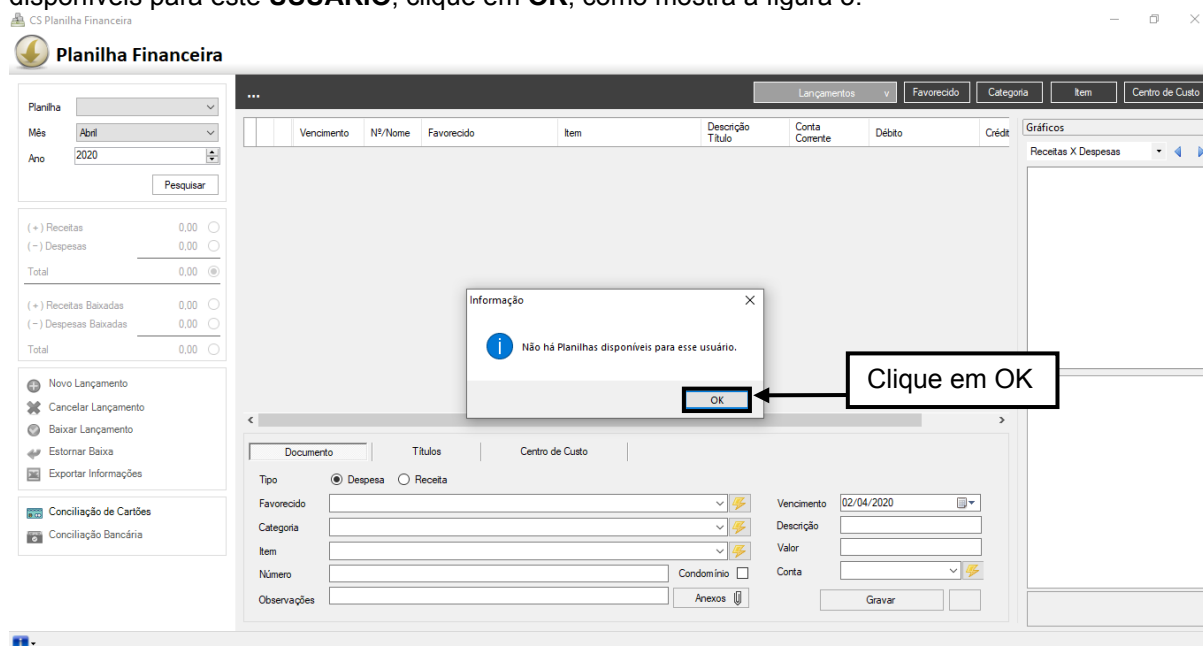 disponíveis para este USUÁRIO, clique em OK, como mostra a figura 6.
CS Planilha Financeira
Planilha Financeira
Planilha
Mês Abril
Ano 2020
Pesquisar
(+) Receitas 0,00
(-) Despesas 0,00
Total 0,00
(+) Receitas Baixadas 0,00
(-) Despesas Baixadas 0,00
Total 0,00
Novo Lançamento
Cancelar Lançamento
Baixar Lançamento
Estornar Baixa
Exportar Informações
Conciliação de Cartões
Conciliação Bancária
... Lançamentos v Favorecido Categoria Item Centro de Custo
Vencimento Nº/Nome Favorecido Item Descrição Título Conta Corrente Débito Crédit
Gráficos
Receitas X Despesas
Informação
Não há Planilhas disponíveis para esse usuário.
OK
Clique em OK
Documento Títulos Centro de Custo
Tipo Despesa Receita
Favorecido Vencimento 02/04/2020
Categoria Descrição
Item Valor
Número Condomínio Conta
Observações Anexos Gravar